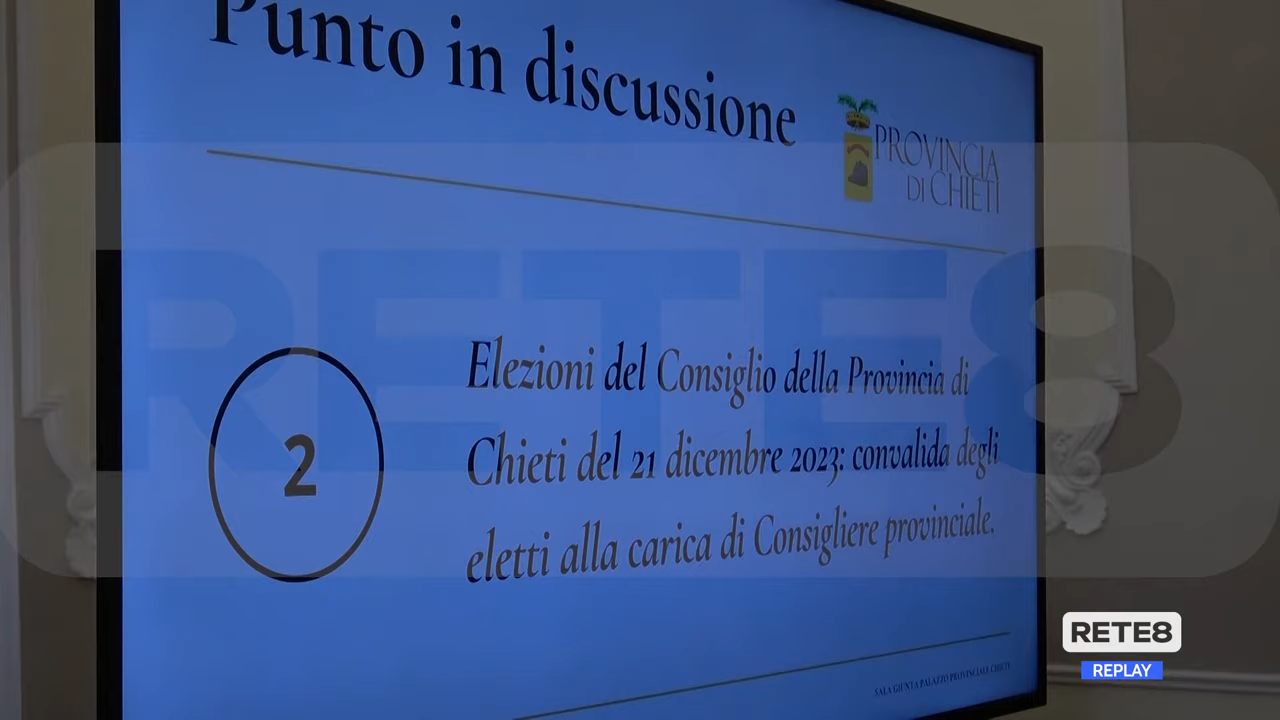 Punto in discussione
PROVINCIA
DI CHIETI
RETE8
2
Elezioni del Consiglio della Provincia di
Chieti del 21 dicembre 2023: convalida degli
eletti alla carica di Consigliere provinciale.
SALA GIUNTA PALAZZO PROVINCIALE CHIETI
RETE8
REPLAY